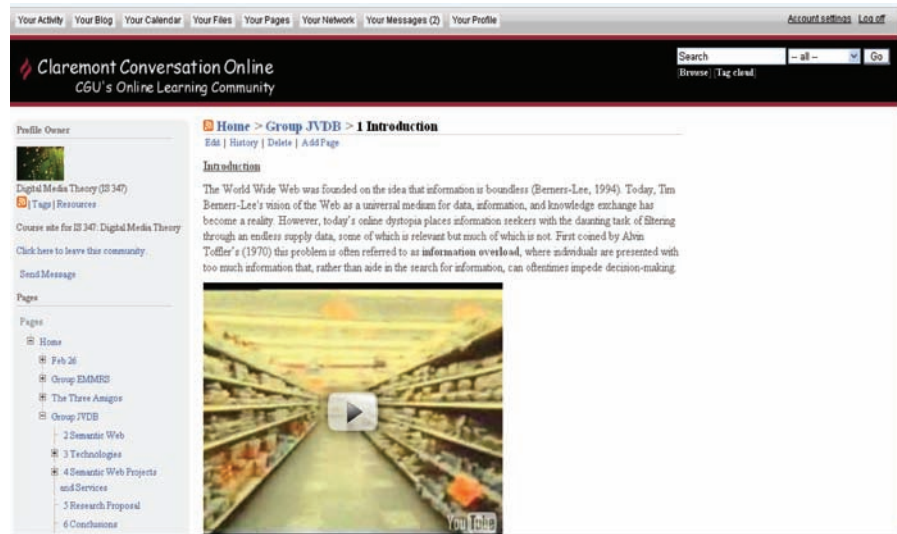 Your Activity Your Blog Your Calendar Your Files Your Pages Your Network Your Messages (2) Your Profile Account settings Log off
Claremont Conversation Online
CGU's Online Learning Community
Search -- all -- Go
[Browse] [Tag cloud]
Profile Owner
Digital Media Theory (IS 347)
| Tags | Resources
Course site for IS 347: Digital Media Theory
Click here to leave this community.
Send Message
Pages
Pages
Home
Feb 26
Group EMMRS
The Three Amigos
Group JVDB
2 Semantic Web
3 Technologies
4 Semantic Web Projects
and Services
5 Research Proposal
6 Conclusions
Home > Group JVDB > 1 Introduction
Edit | History | Delete | Add Page
Introduction
The World Wide Web was founded on the idea that information is boundless (Berners-Lee, 1994). Today, Tim
Berners-Lee's vision of the Web as a universal medium for data, information, and knowledge exchange has
become a reality. However, today's online dystopia places information seekers with the daunting task of filtering
through an endless supply data, some of which is relevant but much of which is not. First coined by Alvin
Toffler's (1970) this problem is often referred to as information overload, where individuals are presented with
too much information that, rather than aide in the search for information, can oftentimes impede decision-making.
You Tube